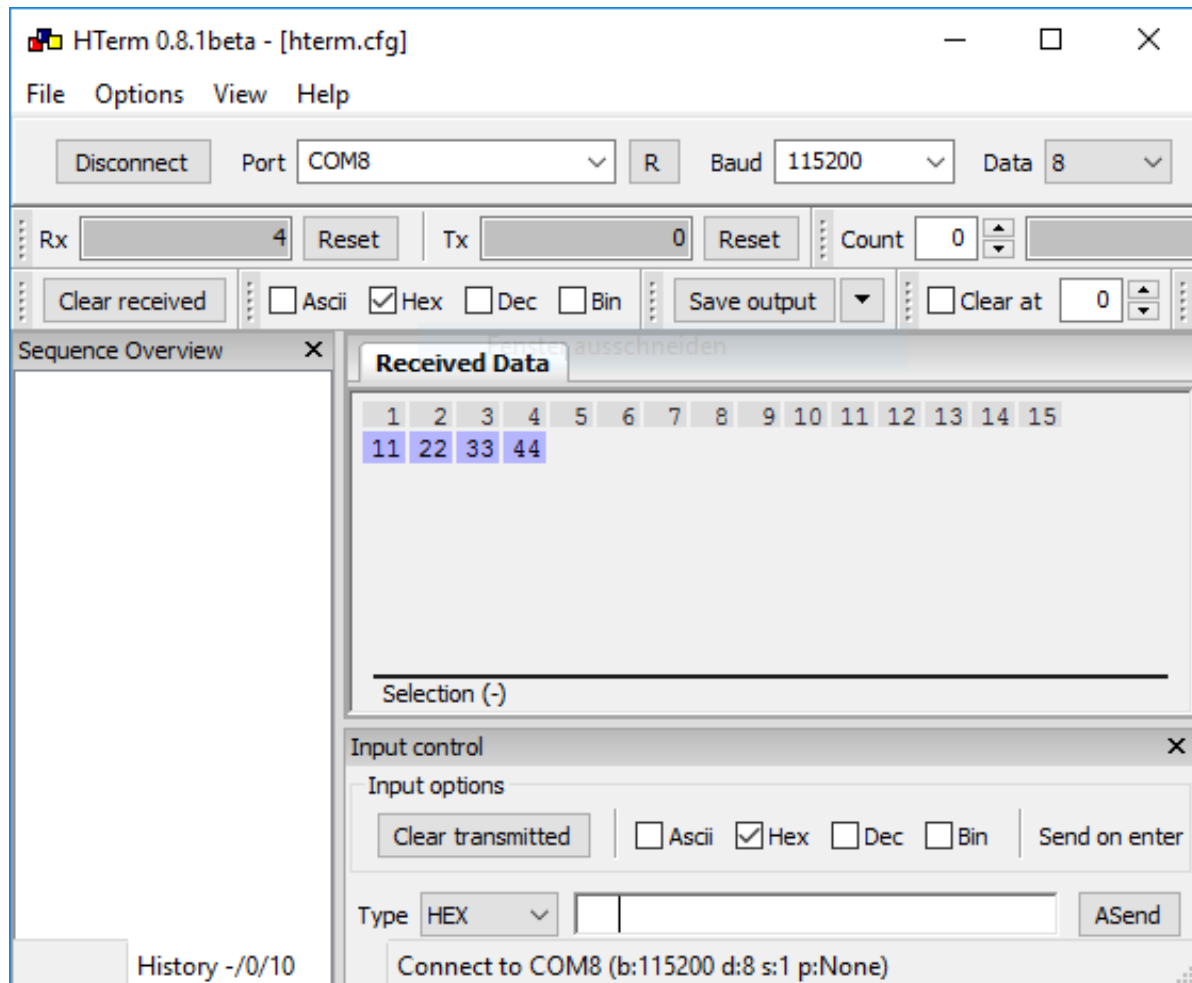 HTerm 0.8.1beta - [hterm.cfg]
File Options View Help
Disconnect Port COM8 R Baud 115200 Data 8
Rx 4 Reset Tx 0 Reset Count 0
Clear received Ascii Hex Dec Bin Save output Clear at 0
Sequence Overview
Fenster ausschneiden
Received Data
1 2 3 4 5 6 7 8 9 10 11 12 13 14 15
11 22 33 44
Selection (-)
Input control
Input options
Clear transmitted Ascii Hex Dec Bin Send on enter
Type HEX ASend
History -/0/10 Connect to COM8 (b:115200 d:8 s:1 p:None)